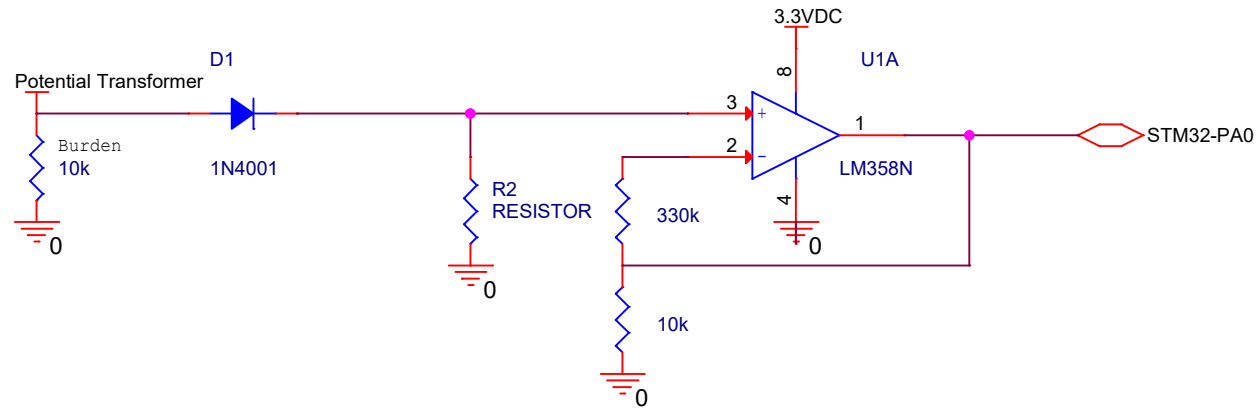 3.3VDC
D1
U1A
Potential Transformer
8
3
+
1
STM32-PA0
Burden
10k
1N4001
2
−
LM358N
R2
RESISTOR
330k
4
0
0
0
10k
0